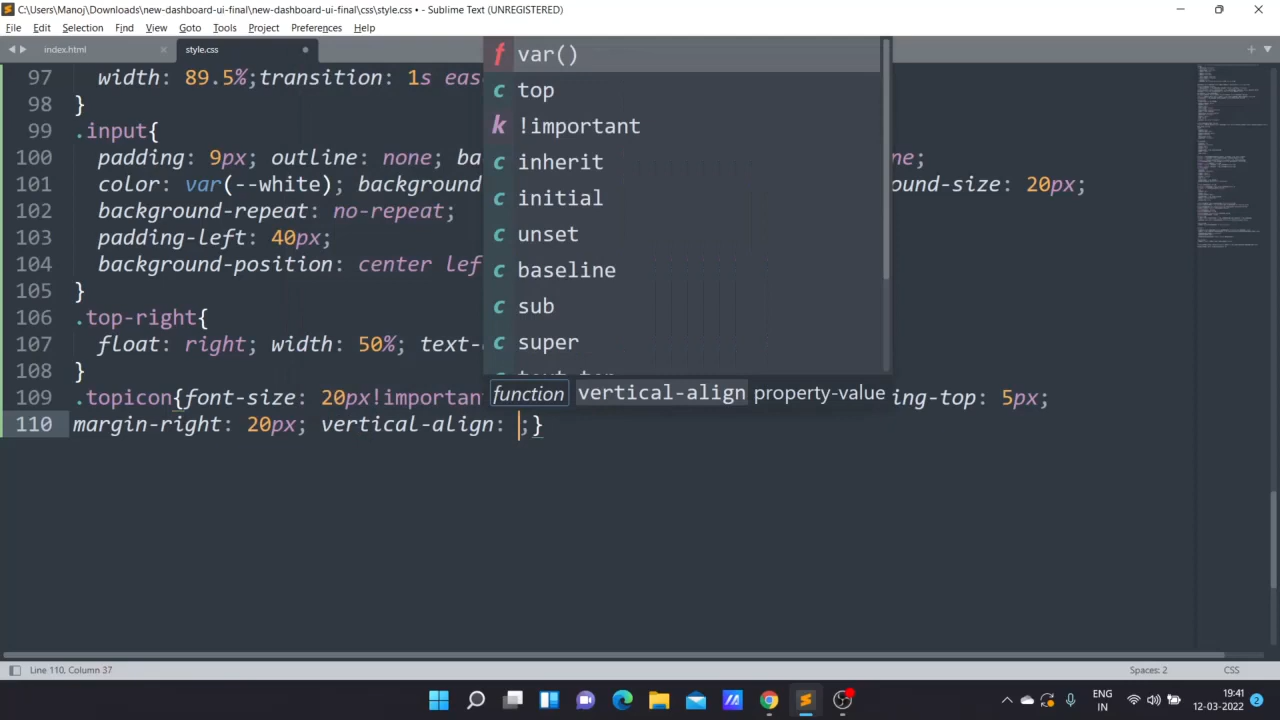 C:\Users\Manoj\Downloads\new-dashboard-ui-final\new-dashboard-ui-final\css\style.css • - Sublime Text (UNREGISTERED)
File Edit Selection Find View Goto Tools Project Preferences Help
index.html style.css
97 width: 89.5%;transition: 1s eas
98 }
99 .input{
100 padding: 9px; outline: none; ba ne;
101 color: var(--white); background ound-size: 20px;
102 background-repeat: no-repeat;
103 padding-left: 40px;
104 background-position: center lef
105 }
106 .top-right{
107 float: right; width: 50%; text-
108 }
109 .topicon{font-size: 20px!important ing-top: 5px;
110 margin-right: 20px; vertical-align: ;}
f var()
c top
k !important
c inherit
c initial
c unset
c baseline
c sub
c super
c text-top
function vertical-align property-value
Line 110, Column 37 Spaces: 2 CSS
ENG
IN
19:41
12-03-2022
2